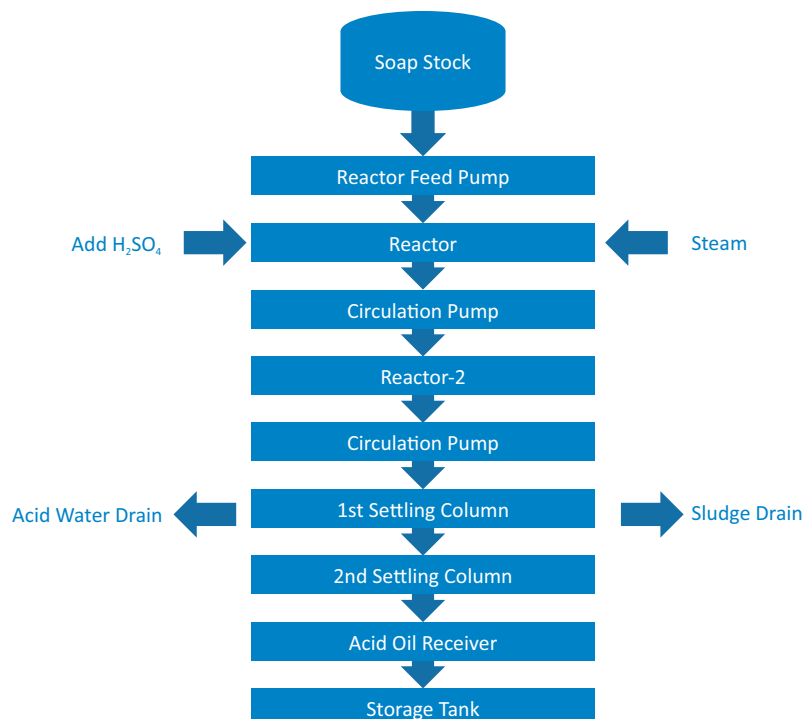 Soap Stock
Reactor Feed Pump
Add H₂SO₄
Reactor
Steam
Circulation Pump
Reactor-2
Circulation Pump
Acid Water Drain
1st Settling Column
Sludge Drain
2nd Settling Column
Acid Oil Receiver
Storage Tank